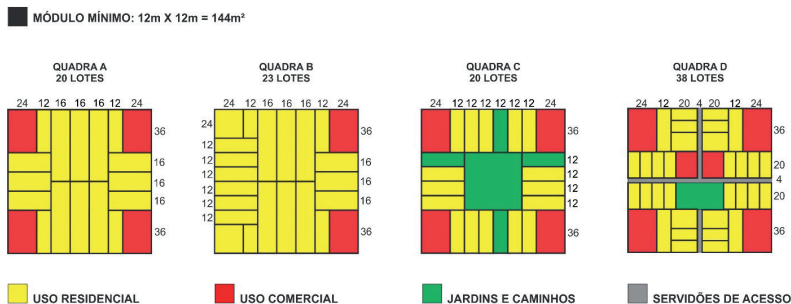 MÓDULO MÍNIMO: 12m X 12m = 144m²
QUADRA A
20 LOTES
24 12 16 16 16 12 24
36
16
16
16
36
QUADRA B
23 LOTES
24 12 16 16 16 12 24
24
12
12
12
12
12
12
36
36
QUADRA C
20 LOTES
24 12 12 12 12 12 24
36
12
12
12
12
36
QUADRA D
38 LOTES
24 12 20 4 20 12 24
36
20
4
20
36
USO RESIDENCIAL
USO COMERCIAL
JARDINS E CAMINHOS
SERVIDÕES DE ACESSO